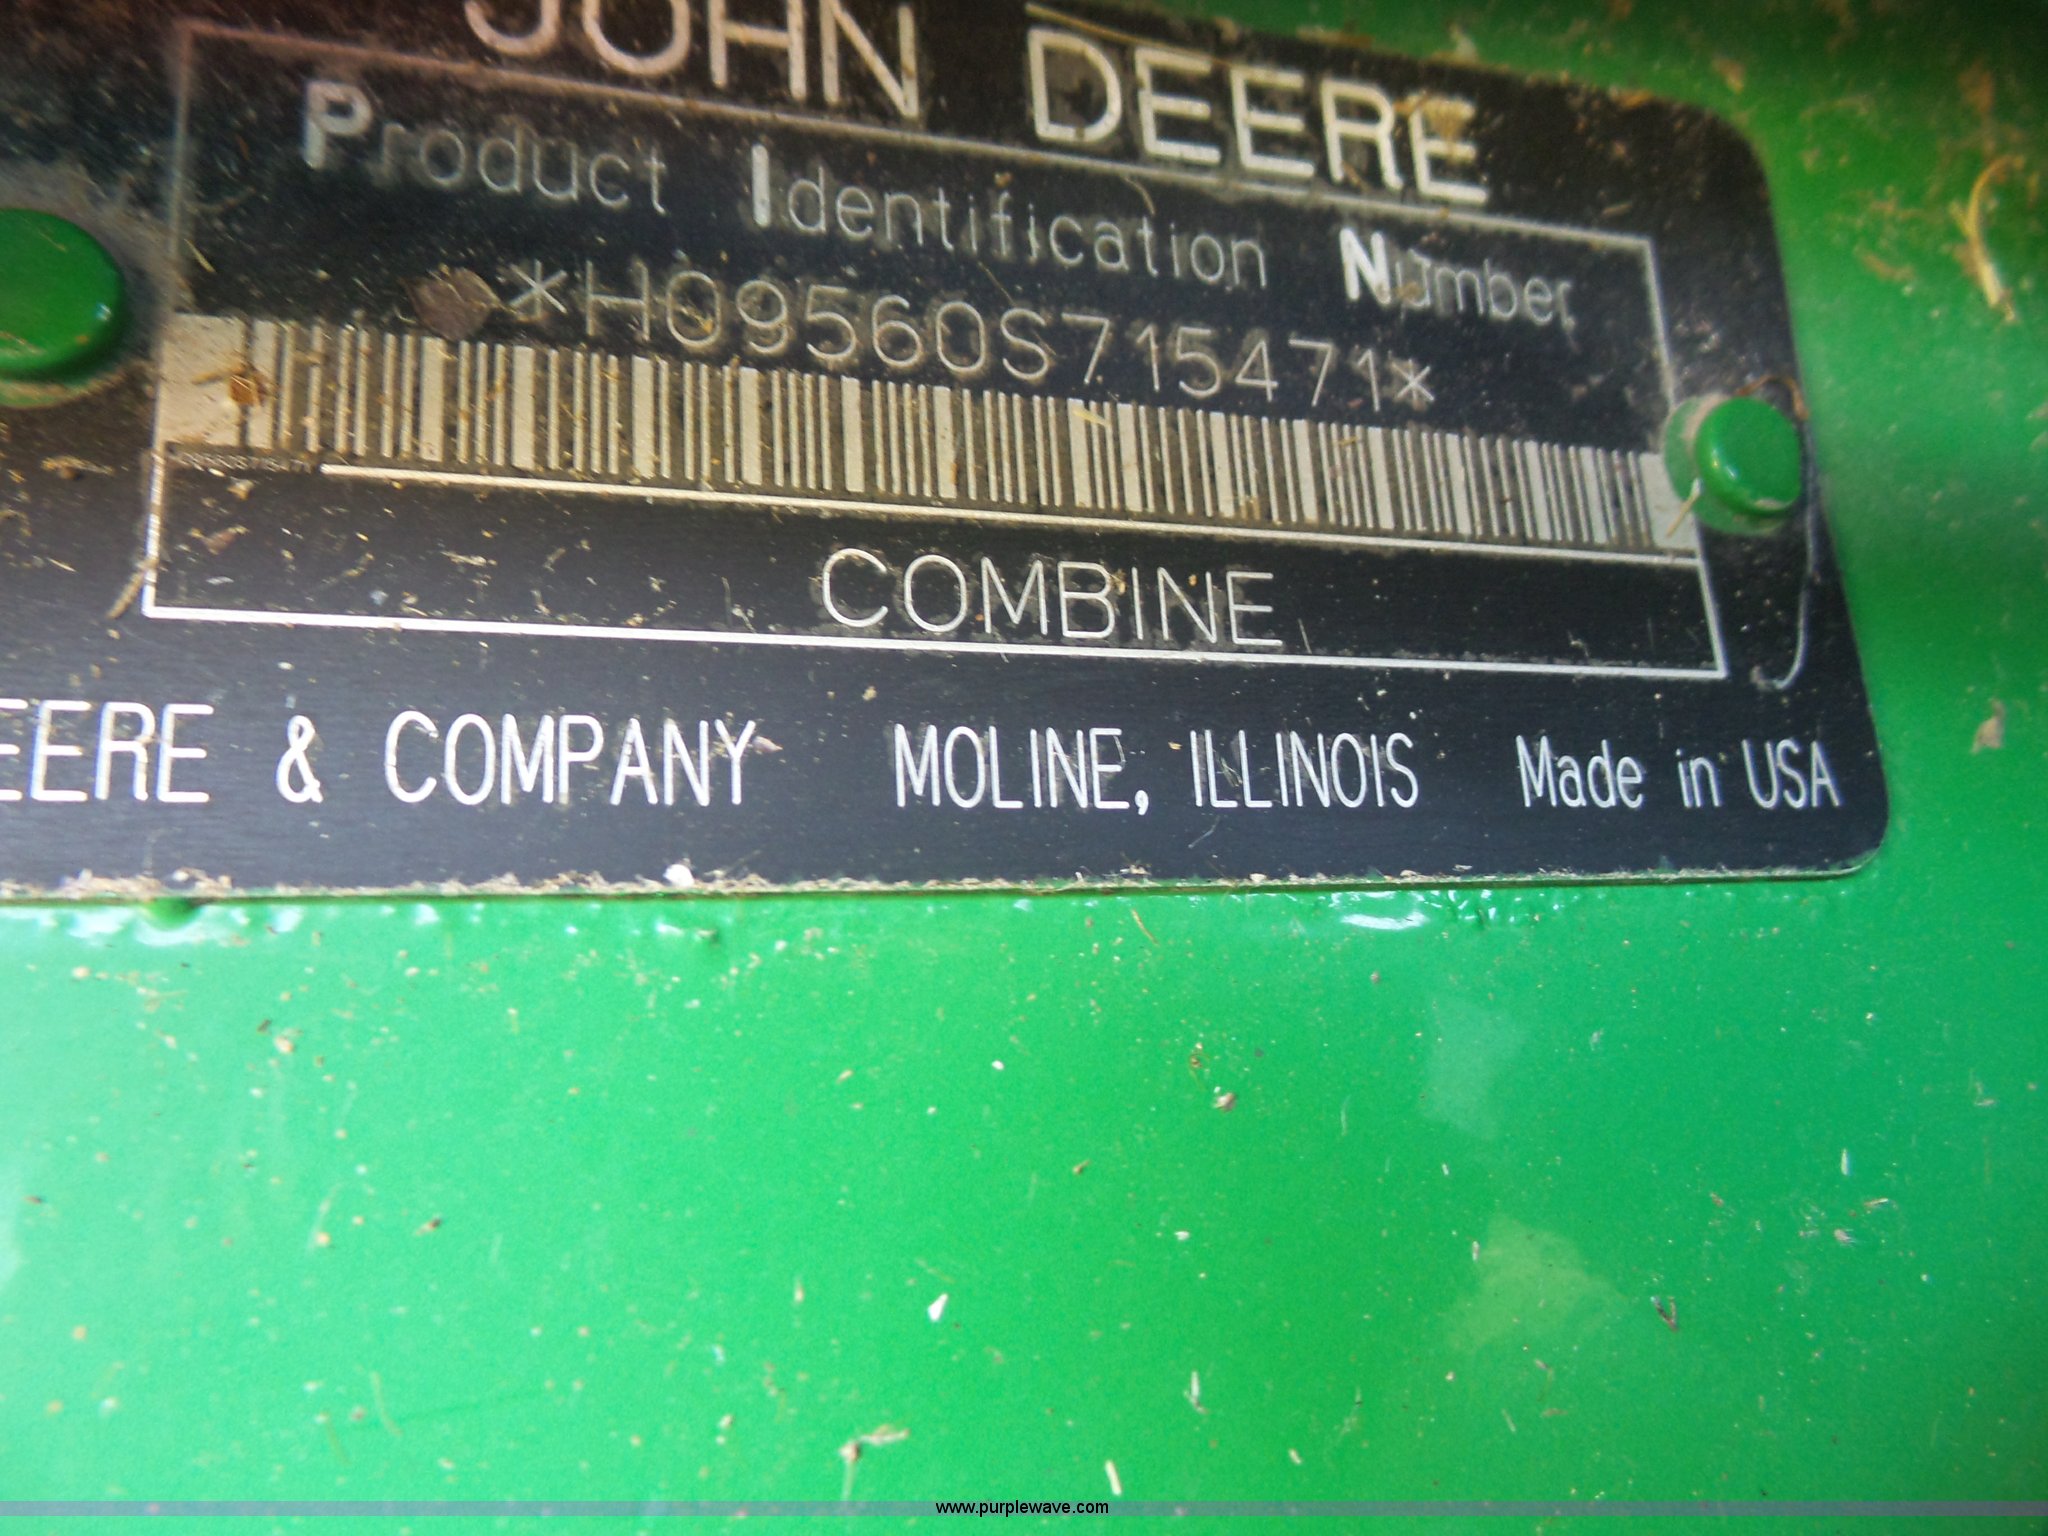 JOHN DEERE
Product Identification Number
*H09560S715471*
COMBINE
EERE & COMPANY MOLINE, ILLINOIS Made in USA
www.purplewave.com